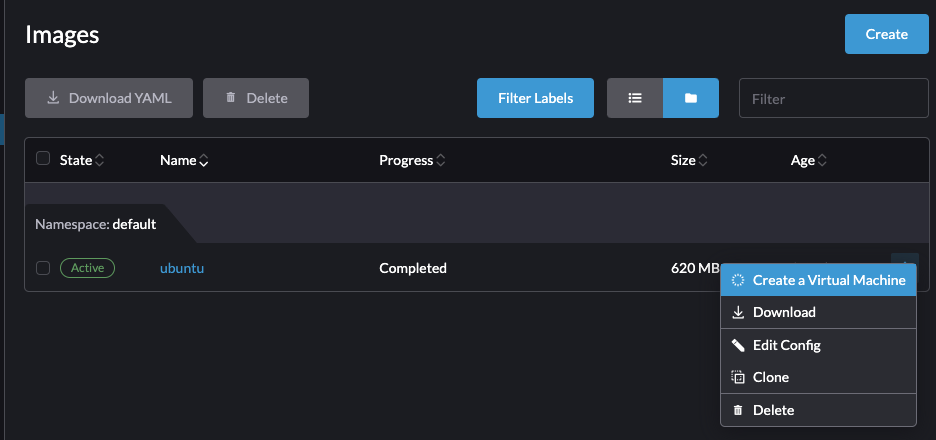 Images
Create
Download YAML
Delete
Filter Labels
Filter
State Name Progress Size Age
Namespace: default
Active ubuntu Completed 620 MB
Create a Virtual Machine
Download
Edit Config
Clone
Delete